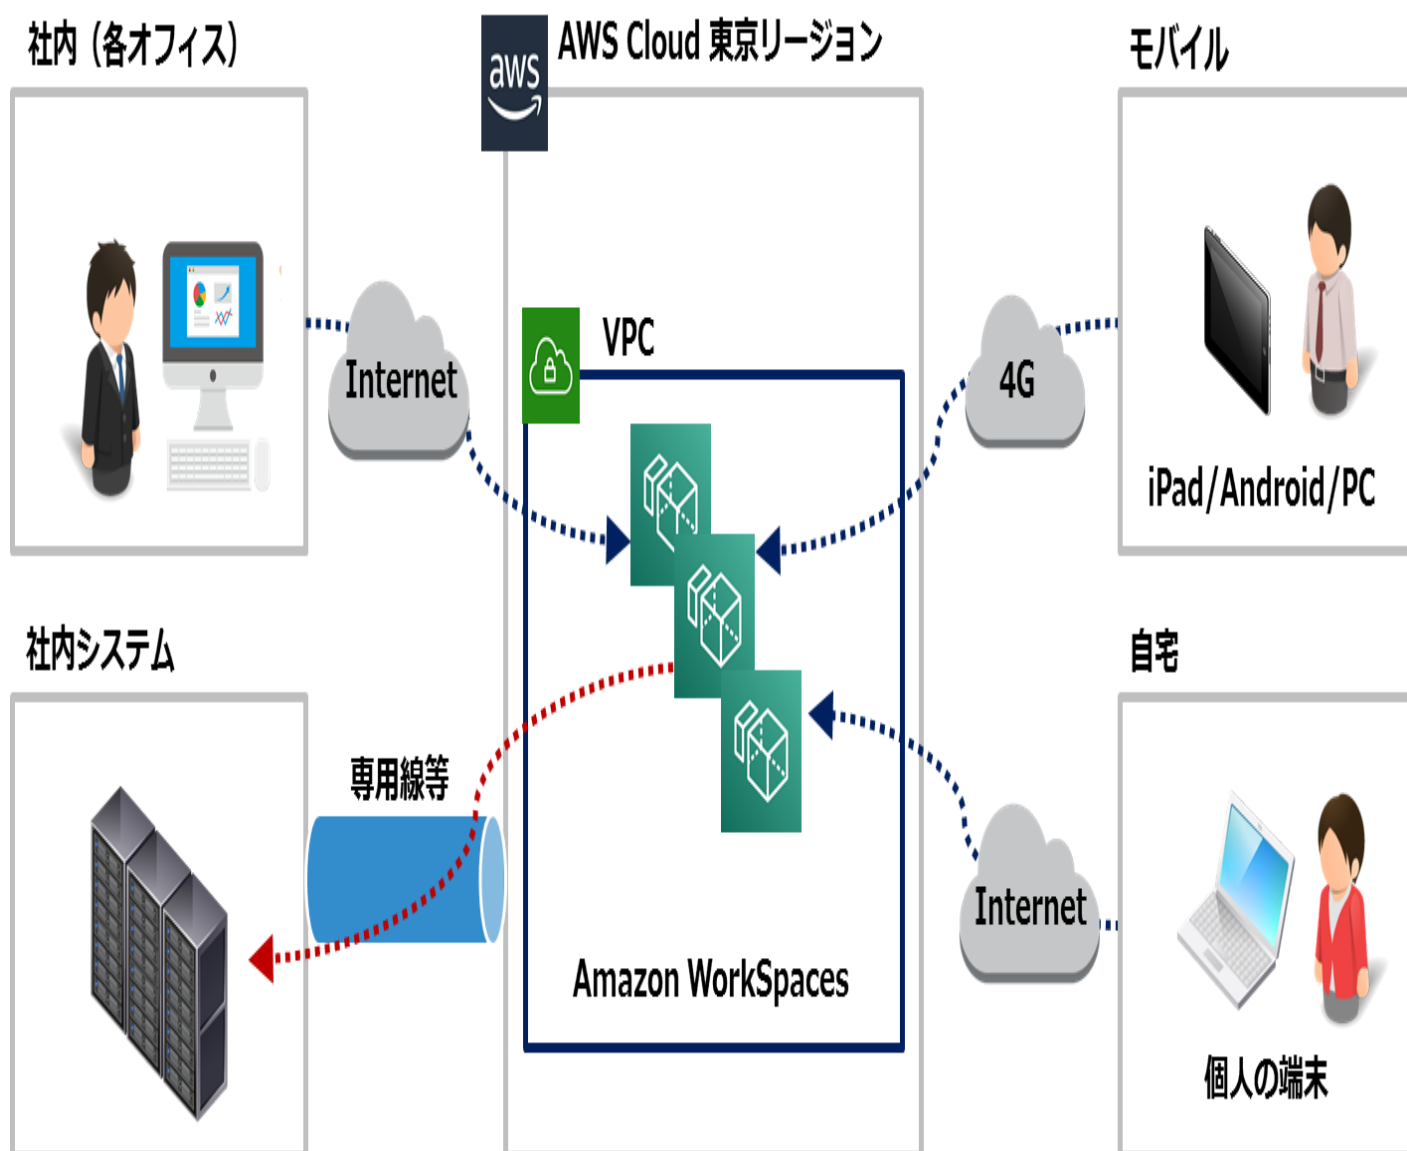 社内（各オフィス）
aws
AWS Cloud 東京リージョン
モバイル
Internet
VPC
4G
iPad/Android/PC
社内システム
専用線等
Amazon WorkSpaces
自宅
Internet
個人の端末